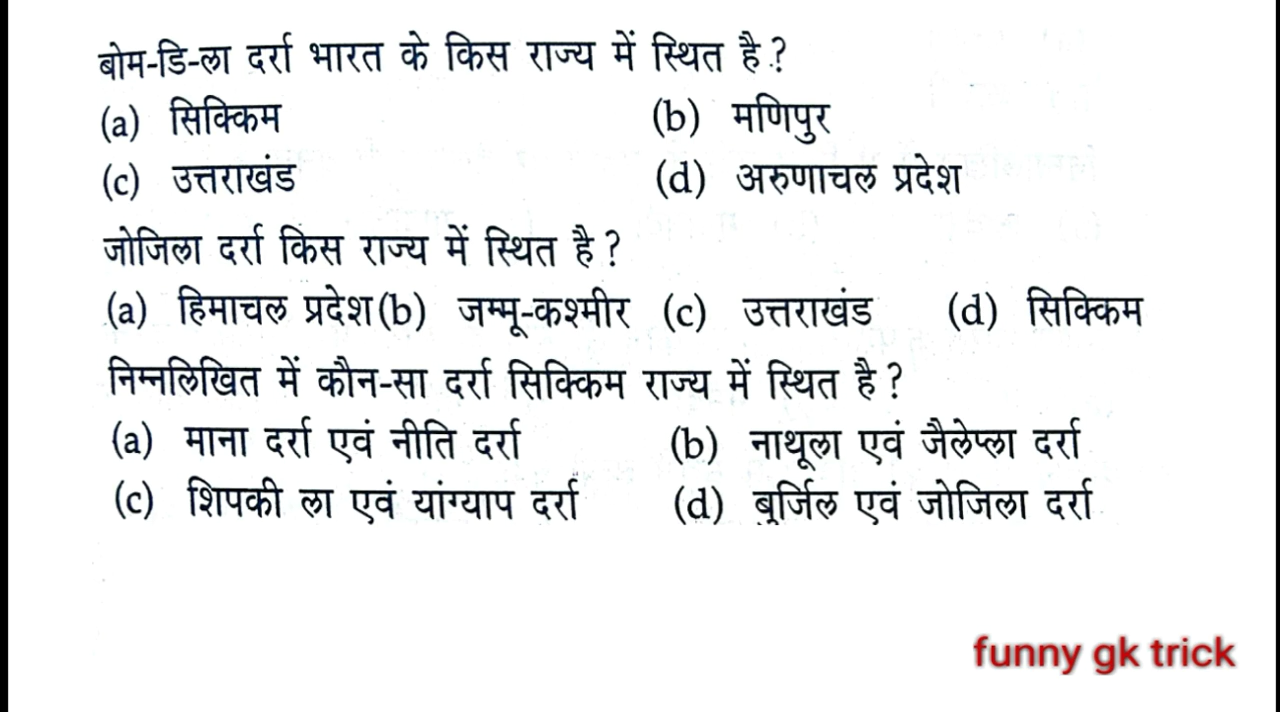 बोम-डि-ला दर्रा भारत के किस राज्य में स्थित है ?
(a) सिक्किम (b) मणिपुर
(c) उत्तराखंड (d) अरुणाचल प्रदेश
जोजिला दर्रा किस राज्य में स्थित है ?
(a) हिमाचल प्रदेश (b) जम्मू-कश्मीर (c) उत्तराखंड (d) सिक्किम
निम्नलिखित में कौन-सा दर्रा सिक्किम राज्य में स्थित है ?
(a) माना दर्रा एवं नीति दर्रा (b) नाथूला एवं जैलेप्ला दर्रा
(c) शिपकी ला एवं यांग्याप दर्रा (d) बुर्जिल एवं जोजिला दर्रा
funny gk trick